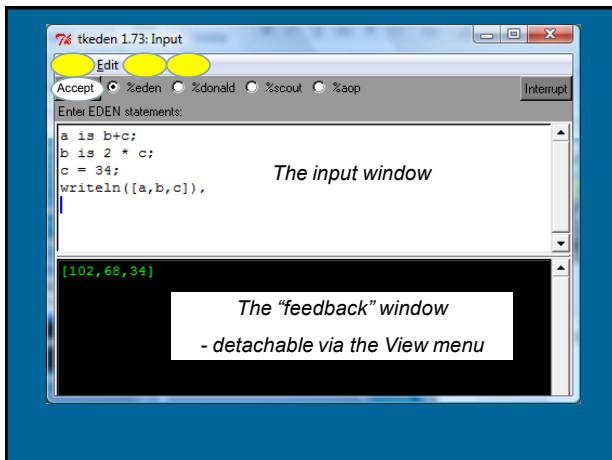 tkeden 1.73: Input
Edit
Accept %eden %donald %scout %aop Interrupt
Enter EDEN statements:
a is b+c;
b is 2 * c;
c = 34;
writeln([a,b,c]),
The input window
[102,68,34]
The “feedback” window
- detachable via the View menu